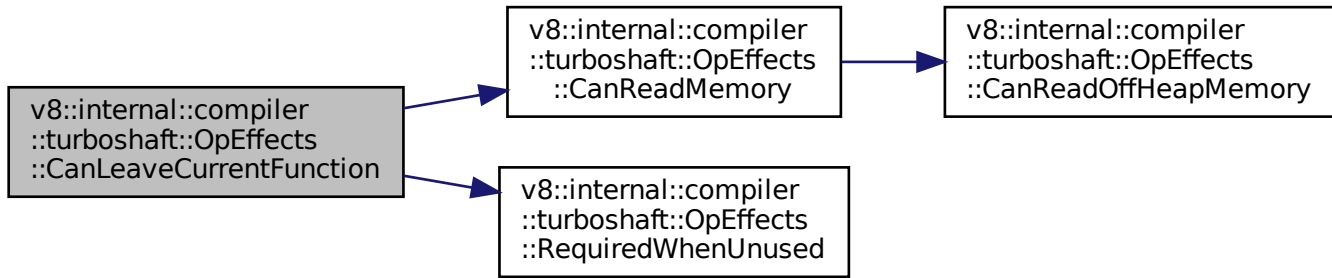 v8::internal::compiler
::turboshaft::OpEffects
::CanLeaveCurrentFunction
v8::internal::compiler
::turboshaft::OpEffects
::CanReadMemory
v8::internal::compiler
::turboshaft::OpEffects
::CanReadOffHeapMemory
v8::internal::compiler
::turboshaft::OpEffects
::RequiredWhenUnused